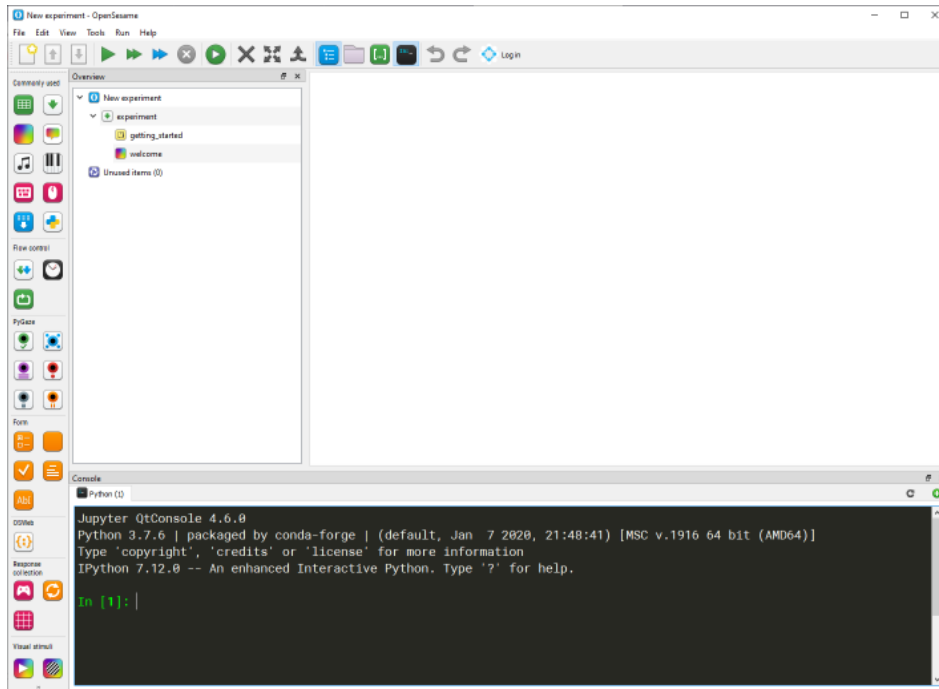 New experiment - OpenSesame
File Edit View Tools Run Help
Log in
Commonly used
Overview
New experiment
experiment
getting_started
welcome
Unused items (0)
Flow control
PyGaze
Form
Abc
OSWeb
Response
collection
Visual stimuli
Console
Python (1)
Jupyter QtConsole 4.6.0
Python 3.7.6 | packaged by conda-forge | (default, Jan 7 2020, 21:48:41) [MSC v.1916 64 bit (AMD64)]
Type 'copyright', 'credits' or 'license' for more information
IPython 7.12.0 -- An enhanced Interactive Python. Type '?' for help.
In [1]: